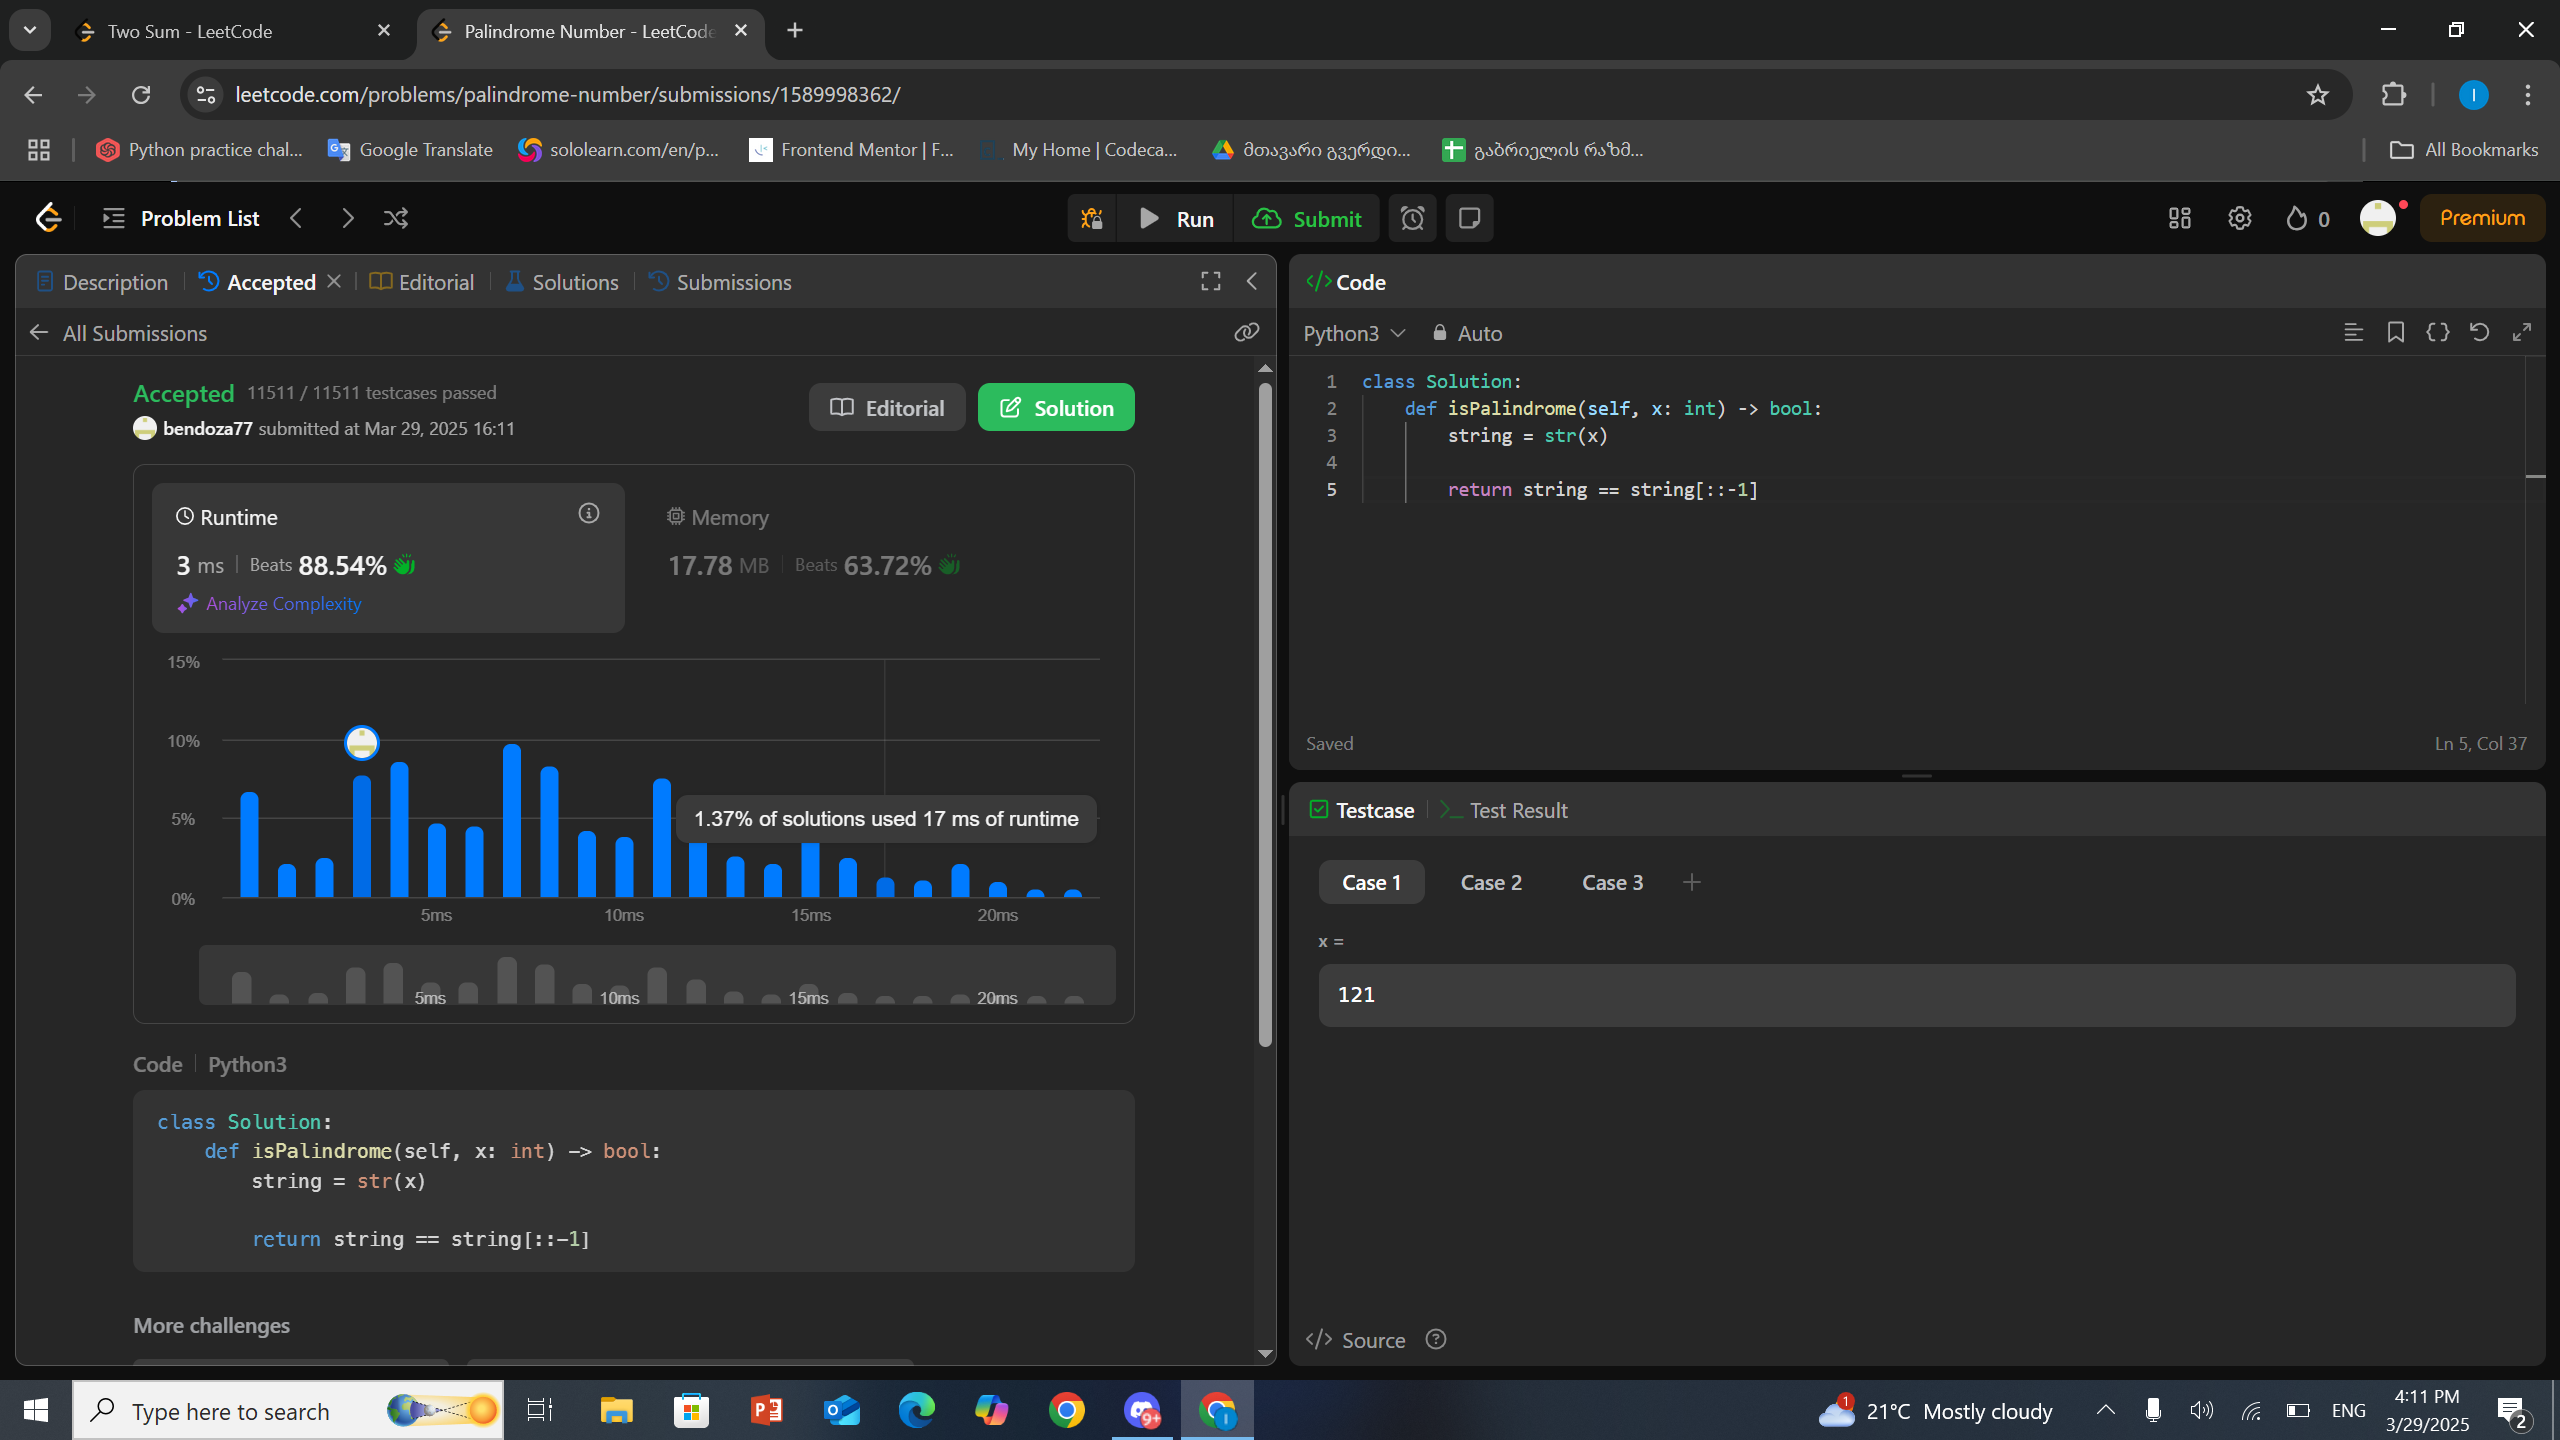 Two Sum - LeetCode
Palindrome Number - LeetCode
leetcode.com/problems/palindrome-number/submissions/1589998362/
I
Python practice chal...
Google Translate
sololearn.com/en/p...
Frontend Mentor | F...
My Home | Codeca...
მთავარი გვერდი...
გაბრიელის რაზმ...
All Bookmarks
Problem List
Run
Submit
0
Premium
Description
Accepted
Editorial
Solutions
Submissions
All Submissions
Accepted 11511 / 11511 testcases passed
bendoza77 submitted at Mar 29, 2025 16:11
Editorial
Solution
Runtime
3 ms | Beats 88.54%
Analyze Complexity
Memory
17.78 MB | Beats 63.72%
15%
10%
5%
0%
1.37% of solutions used 17 ms of runtime
5ms
10ms
15ms
20ms
5ms
10ms
15ms
20ms
Code | Python3
class Solution:
    def isPalindrome(self, x: int) -> bool:
        string = str(x)
        return string == string[::-1]
More challenges
</> Code
Python3
Auto
1 class Solution:
2     def isPalindrome(self, x: int) -> bool:
3         string = str(x)
4
5         return string == string[::-1]
Saved
Ln 5, Col 37
Testcase
>_ Test Result
Case 1
Case 2
Case 3
x =
121
</> Source
Type here to search
9+
1
21°C Mostly cloudy
ENG
4:11 PM
3/29/2025
2